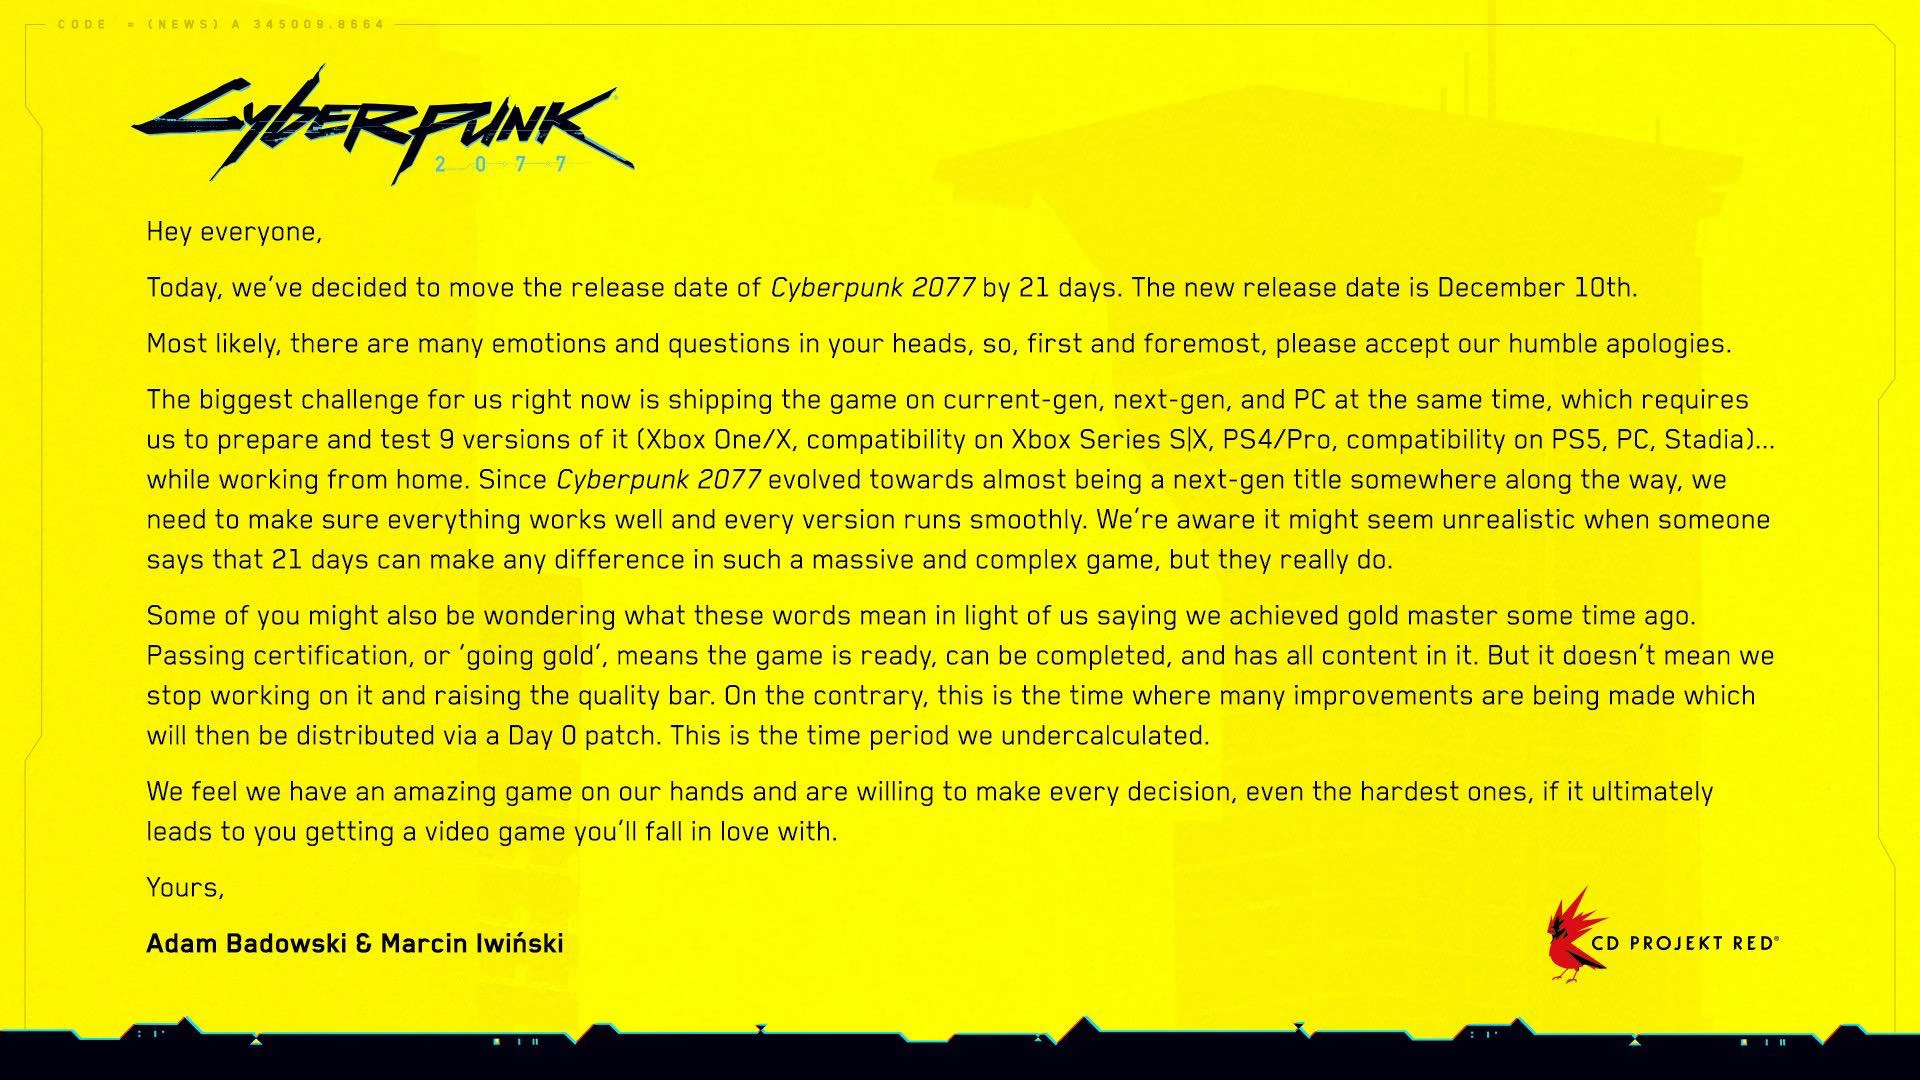 CODE = (NEWS) A 345009.8664
Cyberpunk
2077
Hey everyone,
Today, we've decided to move the release date of Cyberpunk 2077 by 21 days. The new release date is December 10th.
Most likely, there are many emotions and questions in your heads, so, first and foremost, please accept our humble apologies.
The biggest challenge for us right now is shipping the game on current-gen, next-gen, and PC at the same time, which requires
us to prepare and test 9 versions of it (Xbox One/X, compatibility on Xbox Series S|X, PS4/Pro, compatibility on PS5, PC, Stadia)...
while working from home. Since Cyberpunk 2077 evolved towards almost being a next-gen title somewhere along the way, we
need to make sure everything works well and every version runs smoothly. We're aware it might seem unrealistic when someone
says that 21 days can make any difference in such a massive and complex game, but they really do.
Some of you might also be wondering what these words mean in light of us saying we achieved gold master some time ago.
Passing certification, or 'going gold', means the game is ready, can be completed, and has all content in it. But it doesn't mean we
stop working on it and raising the quality bar. On the contrary, this is the time where many improvements are being made which
will then be distributed via a Day 0 patch. This is the time period we undercalculated.
We feel we have an amazing game on our hands and are willing to make every decision, even the hardest ones, if it ultimately
leads to you getting a video game you'll fall in love with.
Yours,
Adam Badowski & Marcin Iwiński
CD PROJEKT RED®